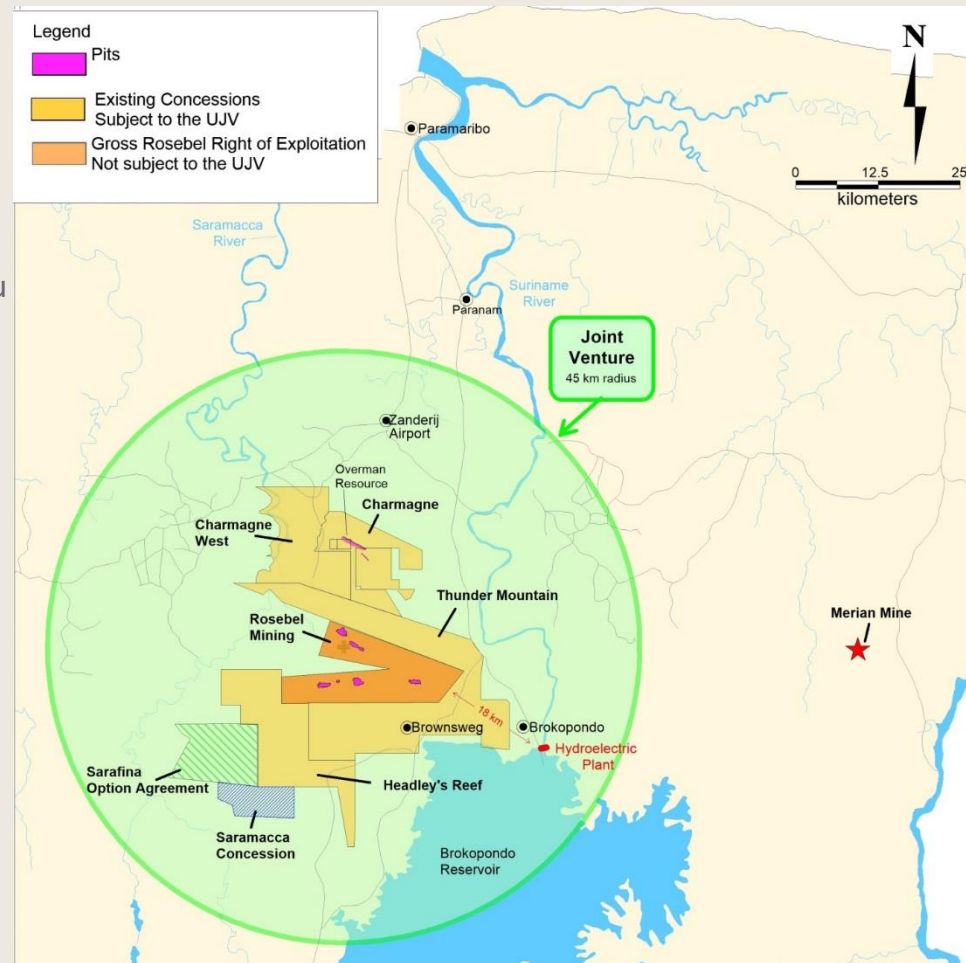 Legend
Pits
Existing Concessions
Subject to the UJV
Gross Rosebel Right of Exploitation
Not subject to the UJV
N
0 12.5 25
kilometers
Paramaribo
Saramacca
River
Suriname
River
Paranam
Joint
Venture
45 km radius
Zanderij
Airport
Overman
Resource
Charmagne
Charmagne
West
Thunder Mountain
Rosebel
Mining
Merian Mine
18 km
Brownsweg
Brokopondo
Hydroelectric
Plant
Sarafina
Option Agreement
Headley's Reef
Saramacca
Concession
Brokopondo
Reservoir